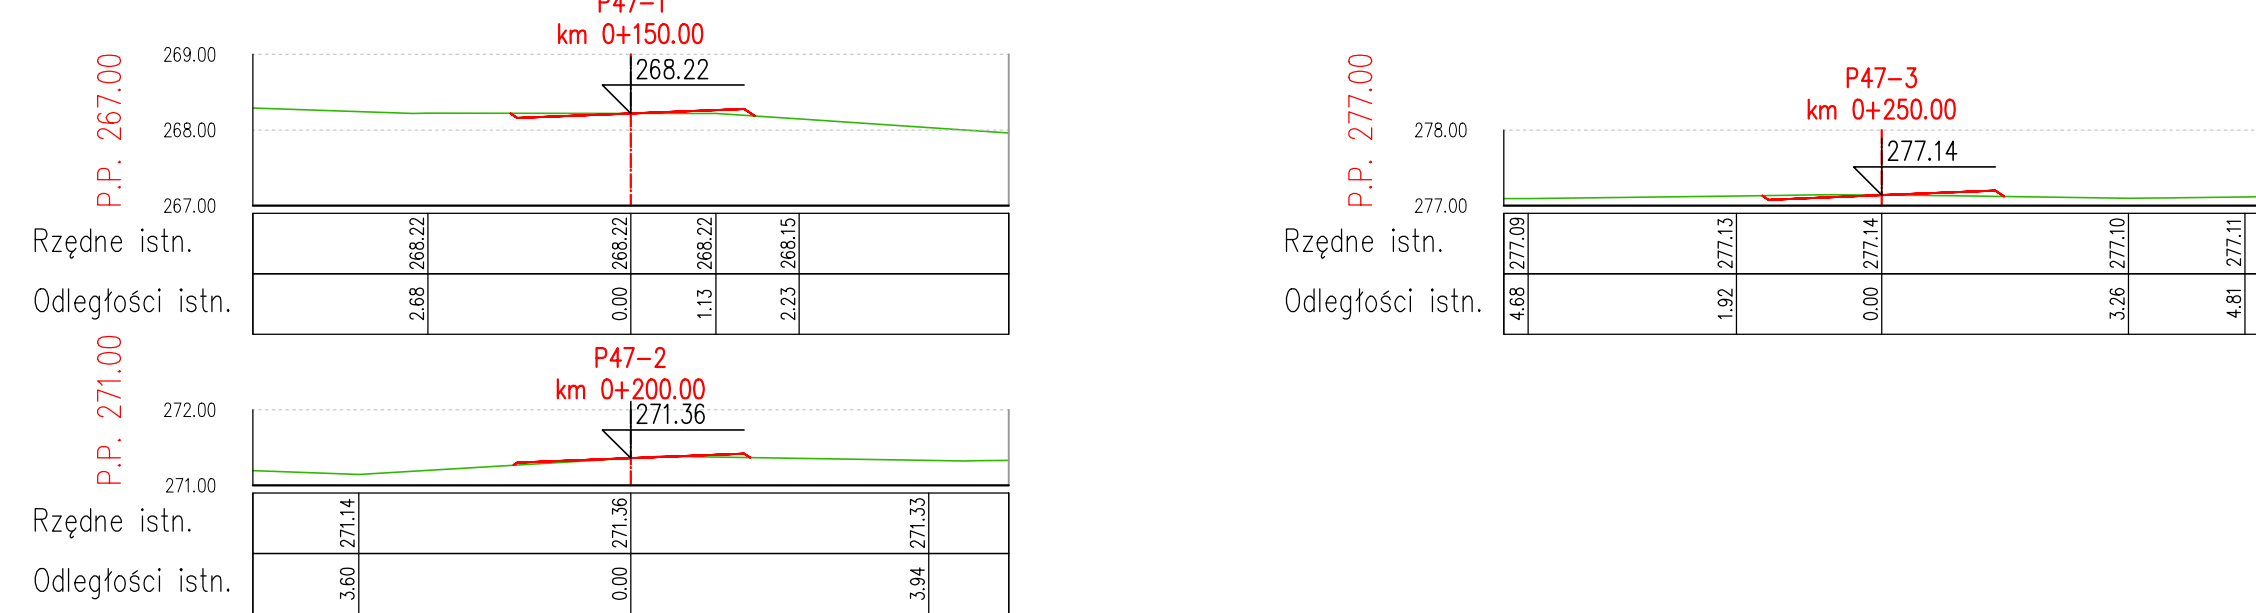 P47-1
km 0+150.00
P.P. 267.00
269.00
268.00
267.00
268.22
Rzędne istn.
268.22 268.22 268.22 268.15
Odległości istn.
2.68 0.00 1.13 2.23
P47-2
km 0+200.00
P.P. 271.00
272.00
271.00
271.36
Rzędne istn.
271.14 271.36 271.33
Odległości istn.
3.60 0.00 3.94
P47-3
km 0+250.00
P.P. 277.00
278.00
277.00
277.14
Rzędne istn.
277.09 277.13 277.14 277.10 277.11
Odległości istn.
4.68 1.92 0.00 3.26 4.81